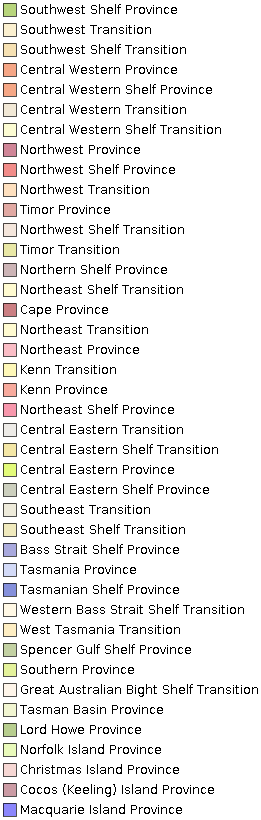 Southwest Shelf Province
Southwest Transition
Southwest Shelf Transition
Central Western Province
Central Western Shelf Province
Central Western Transition
Central Western Shelf Transition
Northwest Province
Northwest Shelf Province
Northwest Transition
Timor Province
Northwest Shelf Transition
Timor Transition
Northern Shelf Province
Northeast Shelf Transition
Cape Province
Northeast Transition
Northeast Province
Kenn Transition
Kenn Province
Northeast Shelf Province
Central Eastern Transition
Central Eastern Shelf Transition
Central Eastern Province
Central Eastern Shelf Province
Southeast Transition
Southeast Shelf Transition
Bass Strait Shelf Province
Tasmania Province
Tasmanian Shelf Province
Western Bass Strait Shelf Transition
West Tasmania Transition
Spencer Gulf Shelf Province
Southern Province
Great Australian Bight Shelf Transition
Tasman Basin Province
Lord Howe Province
Norfolk Island Province
Christmas Island Province
Cocos (Keeling) Island Province
Macquarie Island Province